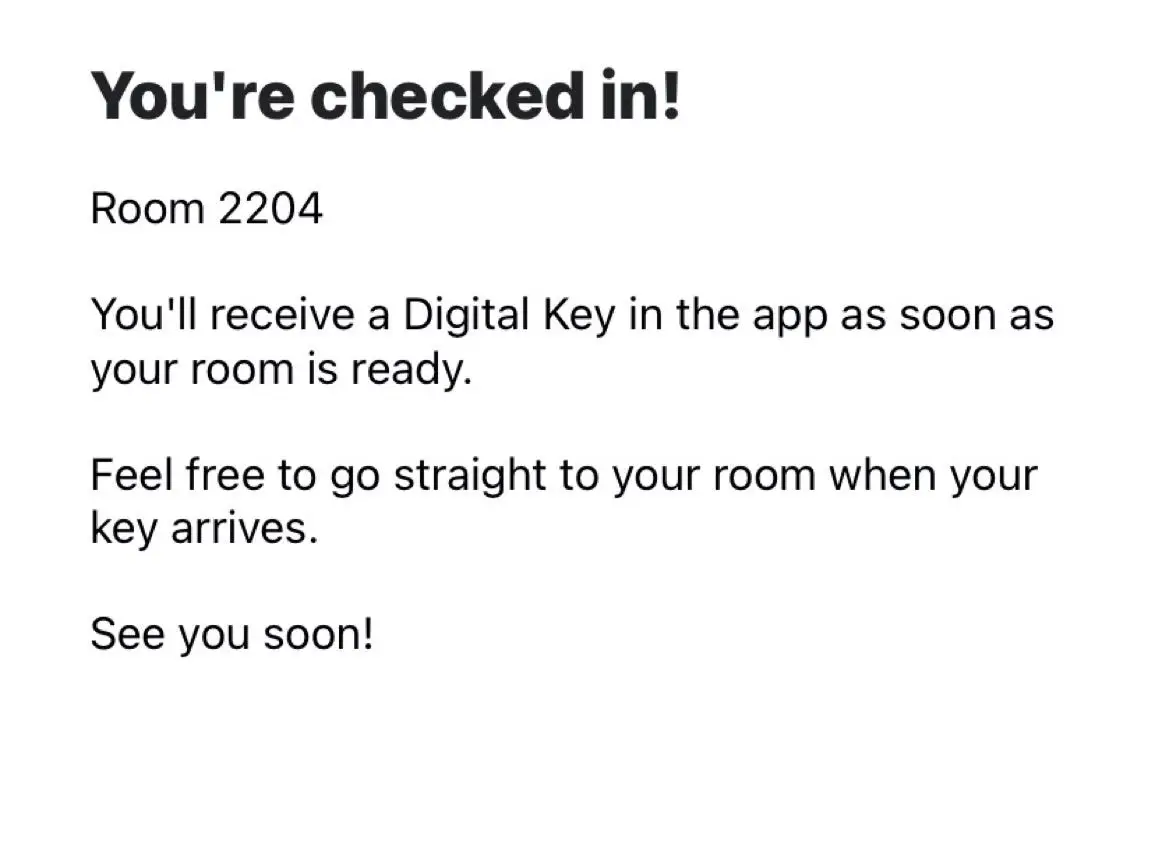 You're checked in!
Room 2204
You'll receive a Digital Key in the app as soon as
your room is ready.
Feel free to go straight to your room when your
key arrives.
See you soon!